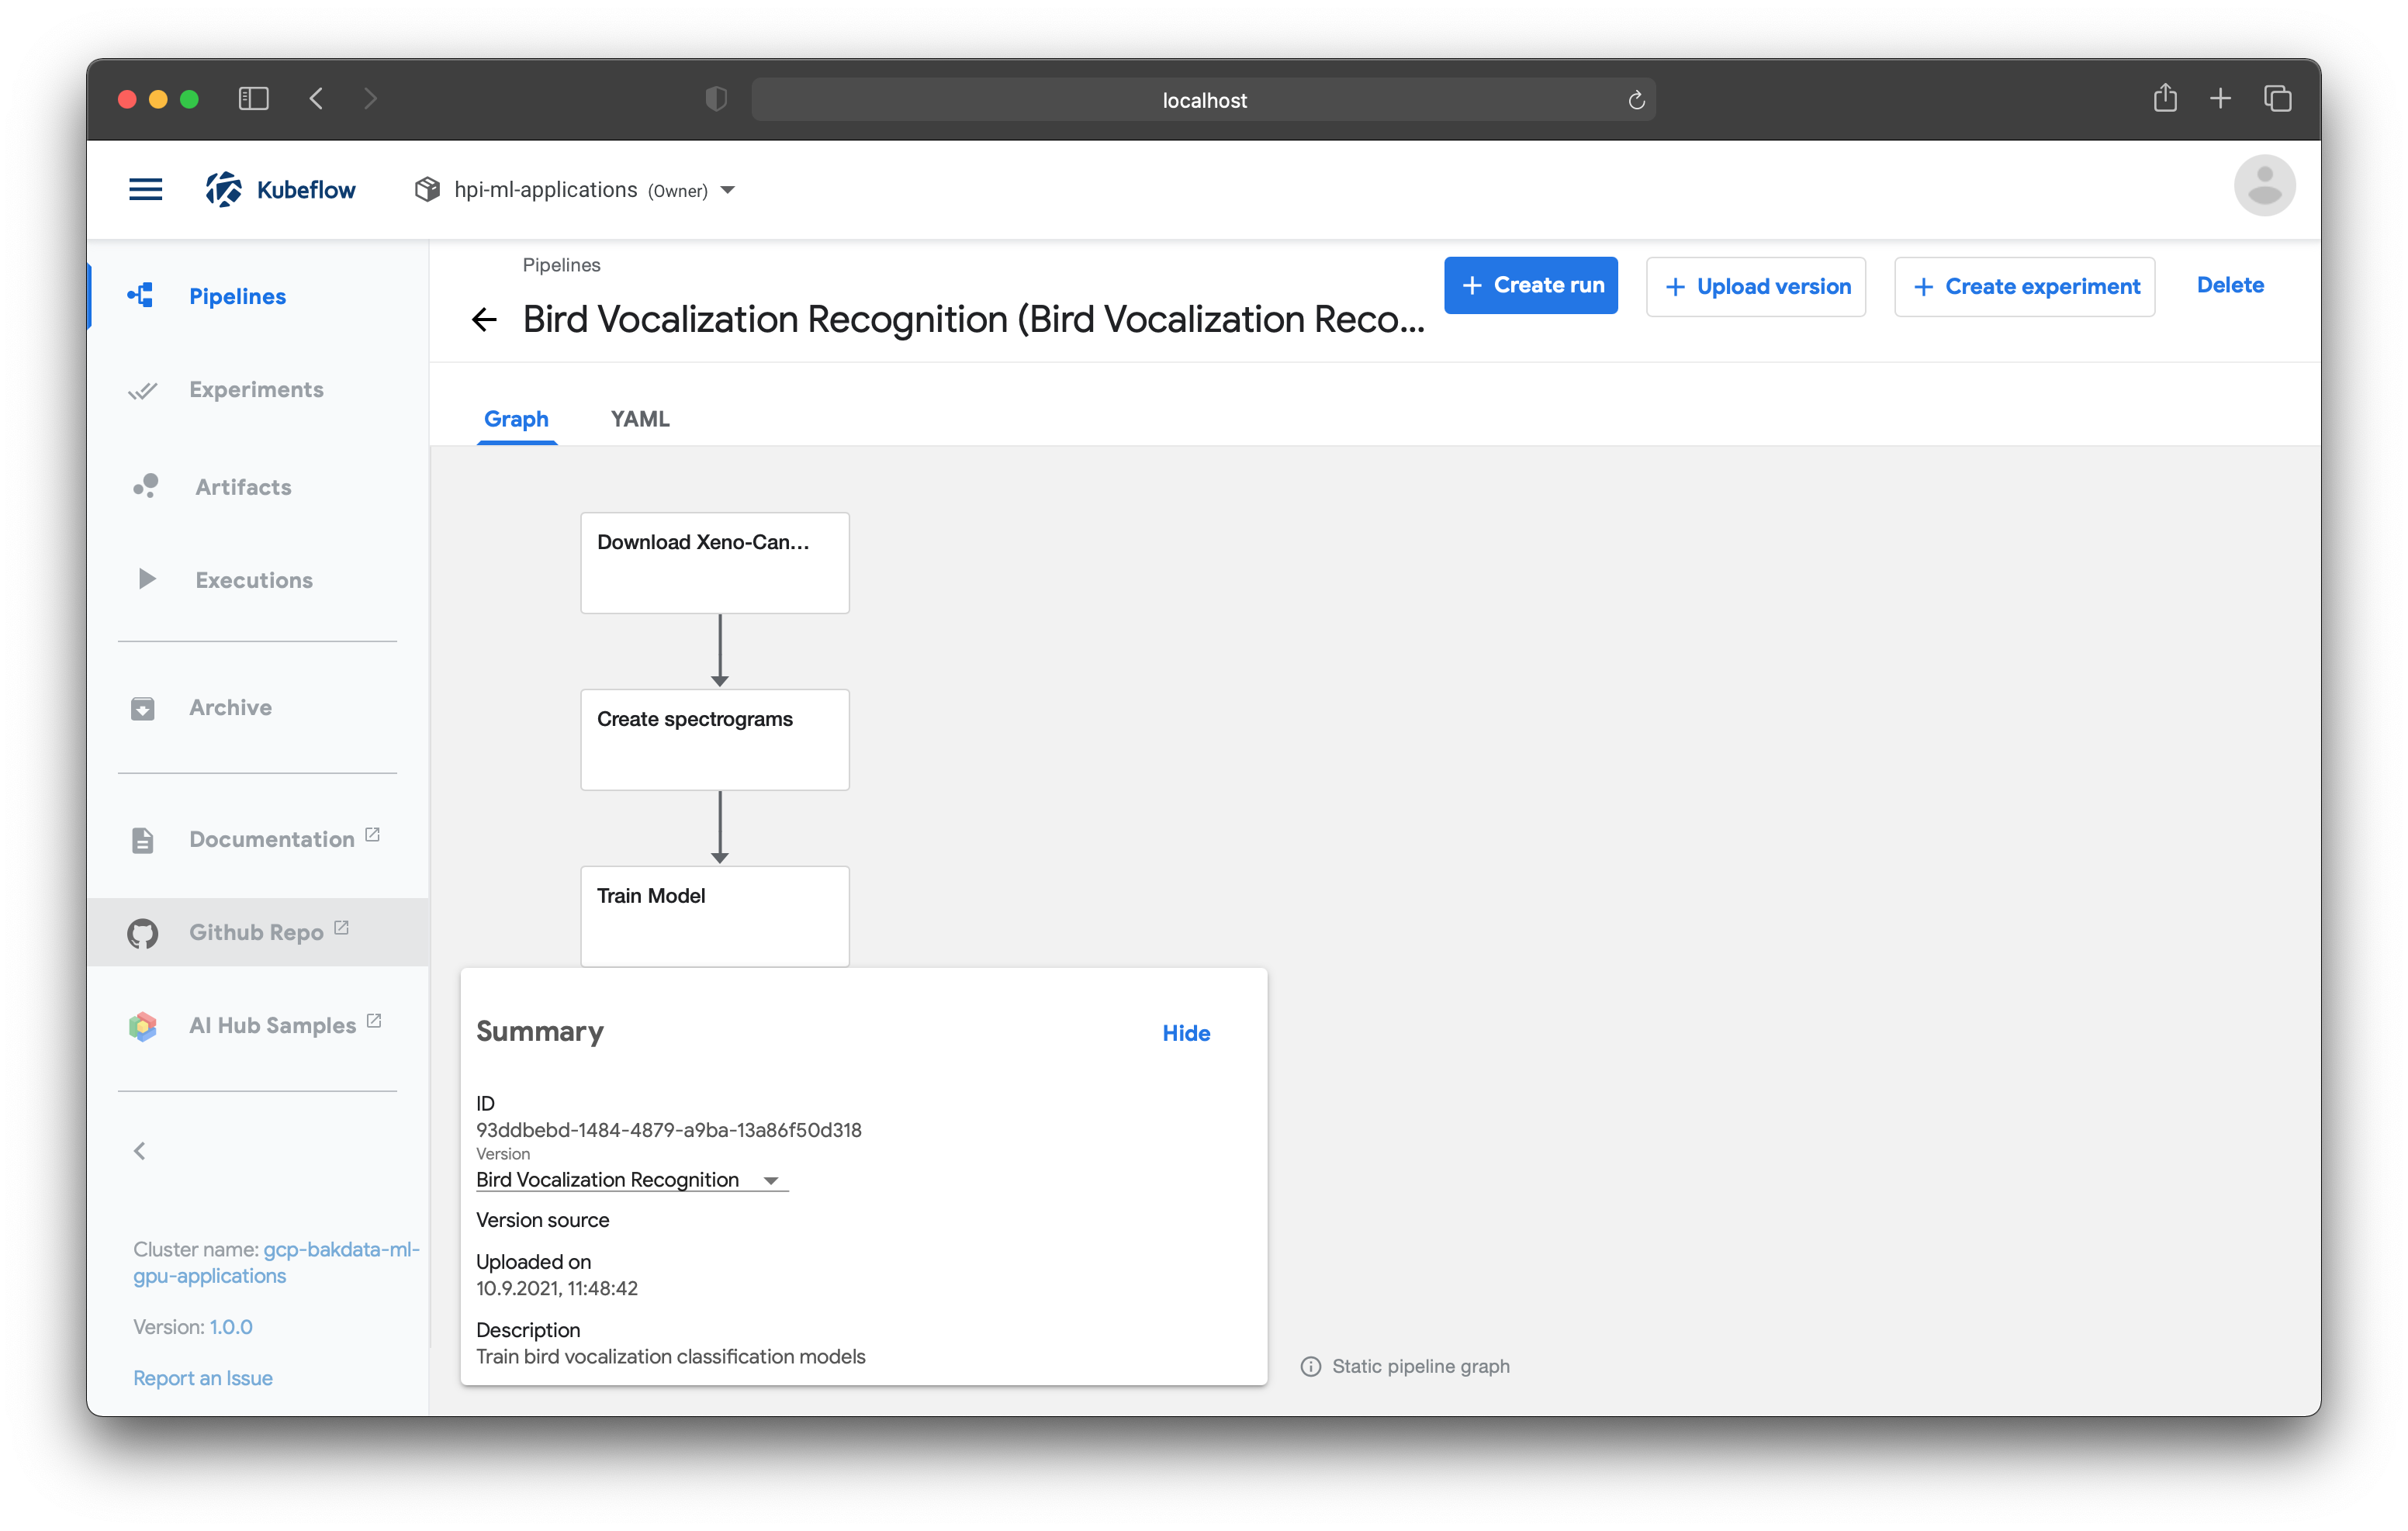 localhost
Kubeflow
hpi-ml-applications (Owner)
Pipelines
Experiments
Artifacts
Executions
Archive
Documentation
Github Repo
AI Hub Samples
Cluster name: gcp-bakdata-ml-
gpu-applications
Version: 1.0.0
Report an Issue
Pipelines
Bird Vocalization Recognition (Bird Vocalization Reco...
Create run
Upload version
Create experiment
Delete
Graph
YAML
Download Xeno-Can...
Create spectrograms
Train Model
Summary
Hide
ID
93ddbebd-1484-4879-a9ba-13a86f50d318
Version
Bird Vocalization Recognition
Version source
Uploaded on
10.9.2021, 11:48:42
Description
Train bird vocalization classification models
Static pipeline graph